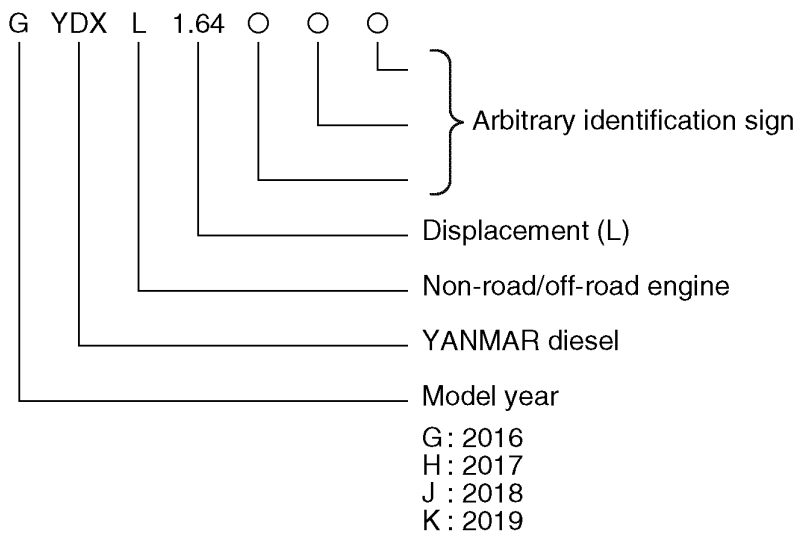 G YDX L 1.64 ○ ○ ○
Arbitrary identification sign
Displacement (L)
Non-road/off-road engine
YANMAR diesel
Model year
G : 2016
H : 2017
J : 2018
K : 2019